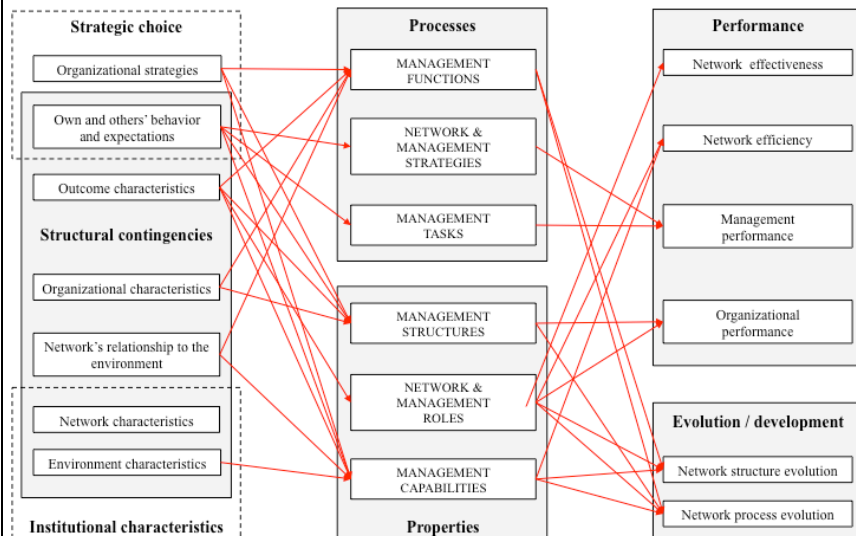 Strategic choice
Organizational strategies
Own and others' behavior
and expectations
Outcome characteristics
Structural contingencies
Organizational characteristics
Network's relationship to the
environment
Network characteristics
Environment characteristics
Institutional characteristics
Processes
MANAGEMENT
FUNCTIONS
NETWORK &
MANAGEMENT
STRATEGIES
MANAGEMENT
TASKS
MANAGEMENT
STRUCTURES
NETWORK &
MANAGEMENT
ROLES
MANAGEMENT
CAPABILITIES
Properties
Performance
Network effectiveness
Network efficiency
Management
performance
Organizational
performance
Evolution / development
Network structure evolution
Network process evolution